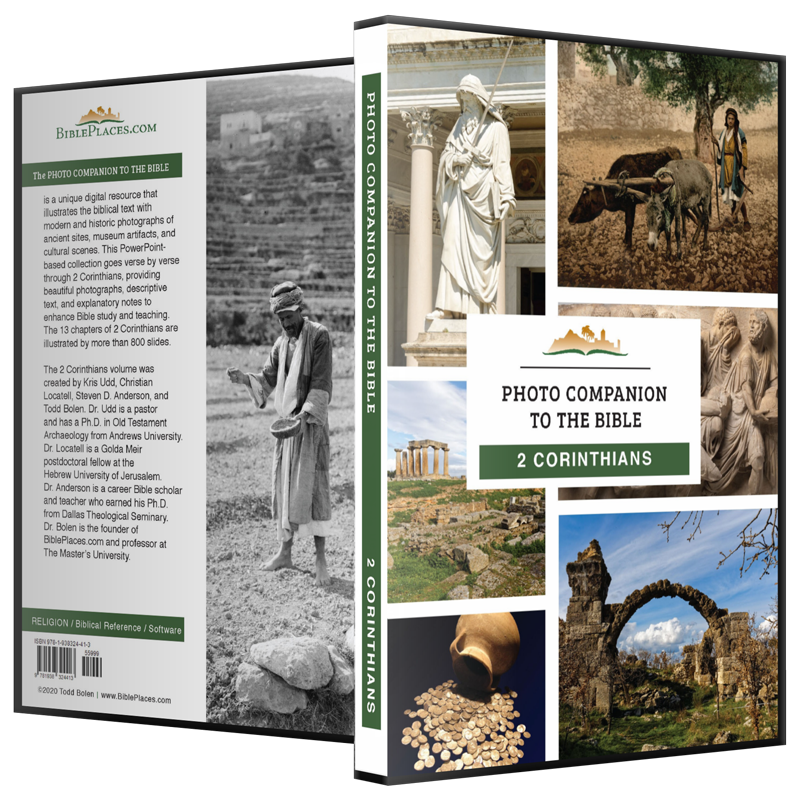 BIBLEPLACES.COM
The PHOTO COMPANION TO THE BIBLE
is a unique digital resource that
illustrates the biblical text with
modern and historic photographs of
ancient sites, museum artifacts, and
cultural scenes. This PowerPoint-
based collection goes verse by verse
through 2 Corinthians, providing
beautiful photographs, descriptive
text, and explanatory notes to
enhance Bible study and teaching.
The 13 chapters of 2 Corinthians are
illustrated by more than 800 slides.
The 2 Corinthians volume was
created by Kris Udd, Christian
Locatell, Steven D. Anderson, and
Todd Bolen. Dr. Udd is a pastor
and has a Ph.D. in Old Testament
Archaeology from Andrews University.
Dr. Locatell is a Golda Meir
postdoctoral fellow at the
Hebrew University of Jerusalem.
Dr. Anderson is a career Bible scholar
and teacher who earned his Ph.D.
from Dallas Theological Seminary.
Dr. Bolen is the founder of
BiblePlaces.com and professor at
The Master's University.
RELIGION / Biblical Reference / Software
ISBN 978-1-938324-41-3
©2020 Todd Bolen | www.BiblePlaces.com
PHOTO COMPANION TO THE BIBLE
2 CORINTHIANS
PHOTO COMPANION
TO THE BIBLE
2 CORINTHIANS